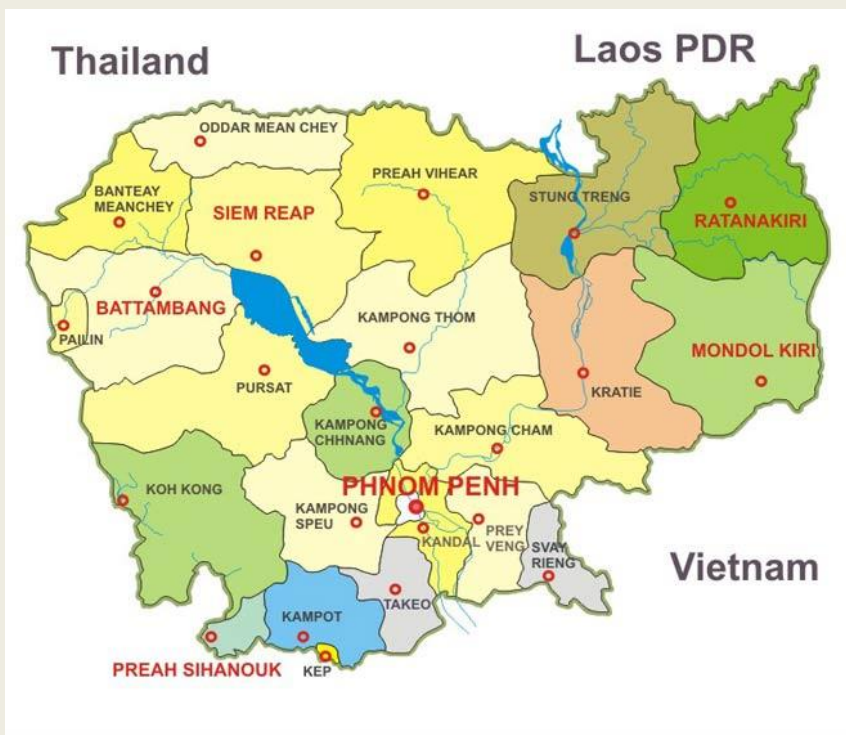 Thailand
Laos PDR
ODDAR MEAN CHEY
BANTEAY
MEANCHEY
SIEM REAP
PREAH VIHEAR
STUNG TRENG
RATANAKIRI
BATTAMBANG
PAILIN
KAMPONG THOM
MONDOL KIRI
PURSAT
KRATIE
KAMPONG
CHHNANG
KAMPONG CHAM
KOH KONG
PHNOM PENH
KAMPONG
SPEU
KANDAL
PREY
VENG
SVAY
RIENG
Vietnam
TAKEO
KAMPOT
PREAH SIHANOUK
KEP